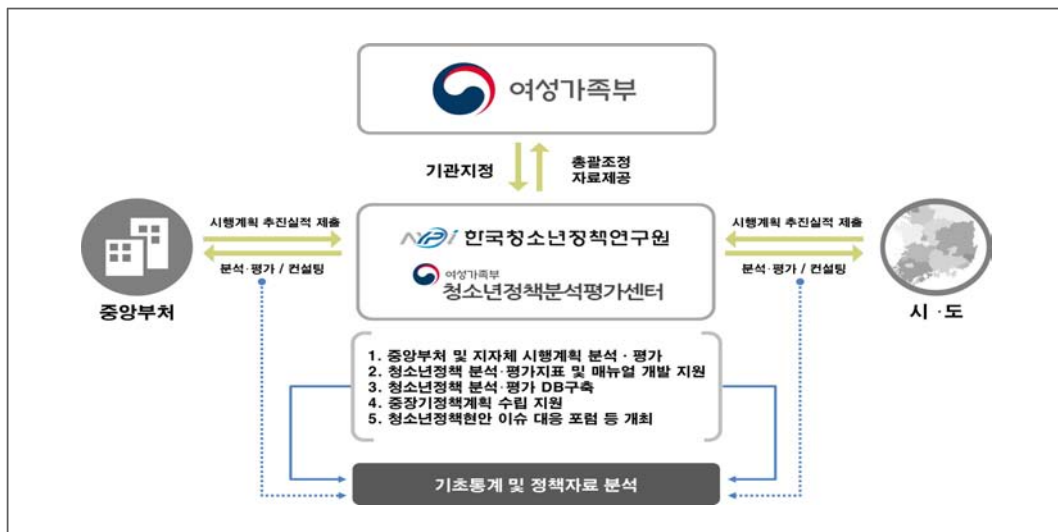 여성가족부
기관지정
총괄조정
자료제공
시행계획 추진실적 제출
분석·평가 / 컨설팅
중앙부처
NYPi 한국청소년정책연구원
여성가족부
청소년정책분석평가센터
시행계획 추진실적 제출
분석·평가 / 컨설팅
시·도
1. 중앙부처 및 지자체 시행계획 분석·평가
2. 청소년정책 분석·평가지표 및 매뉴얼 개발 지원
3. 청소년정책 분석·평가 DB구축
4. 중장기정책계획 수립 지원
5. 청소년정책현안 이슈 대응 포럼 등 개최
기초통계 및 정책자료 분석